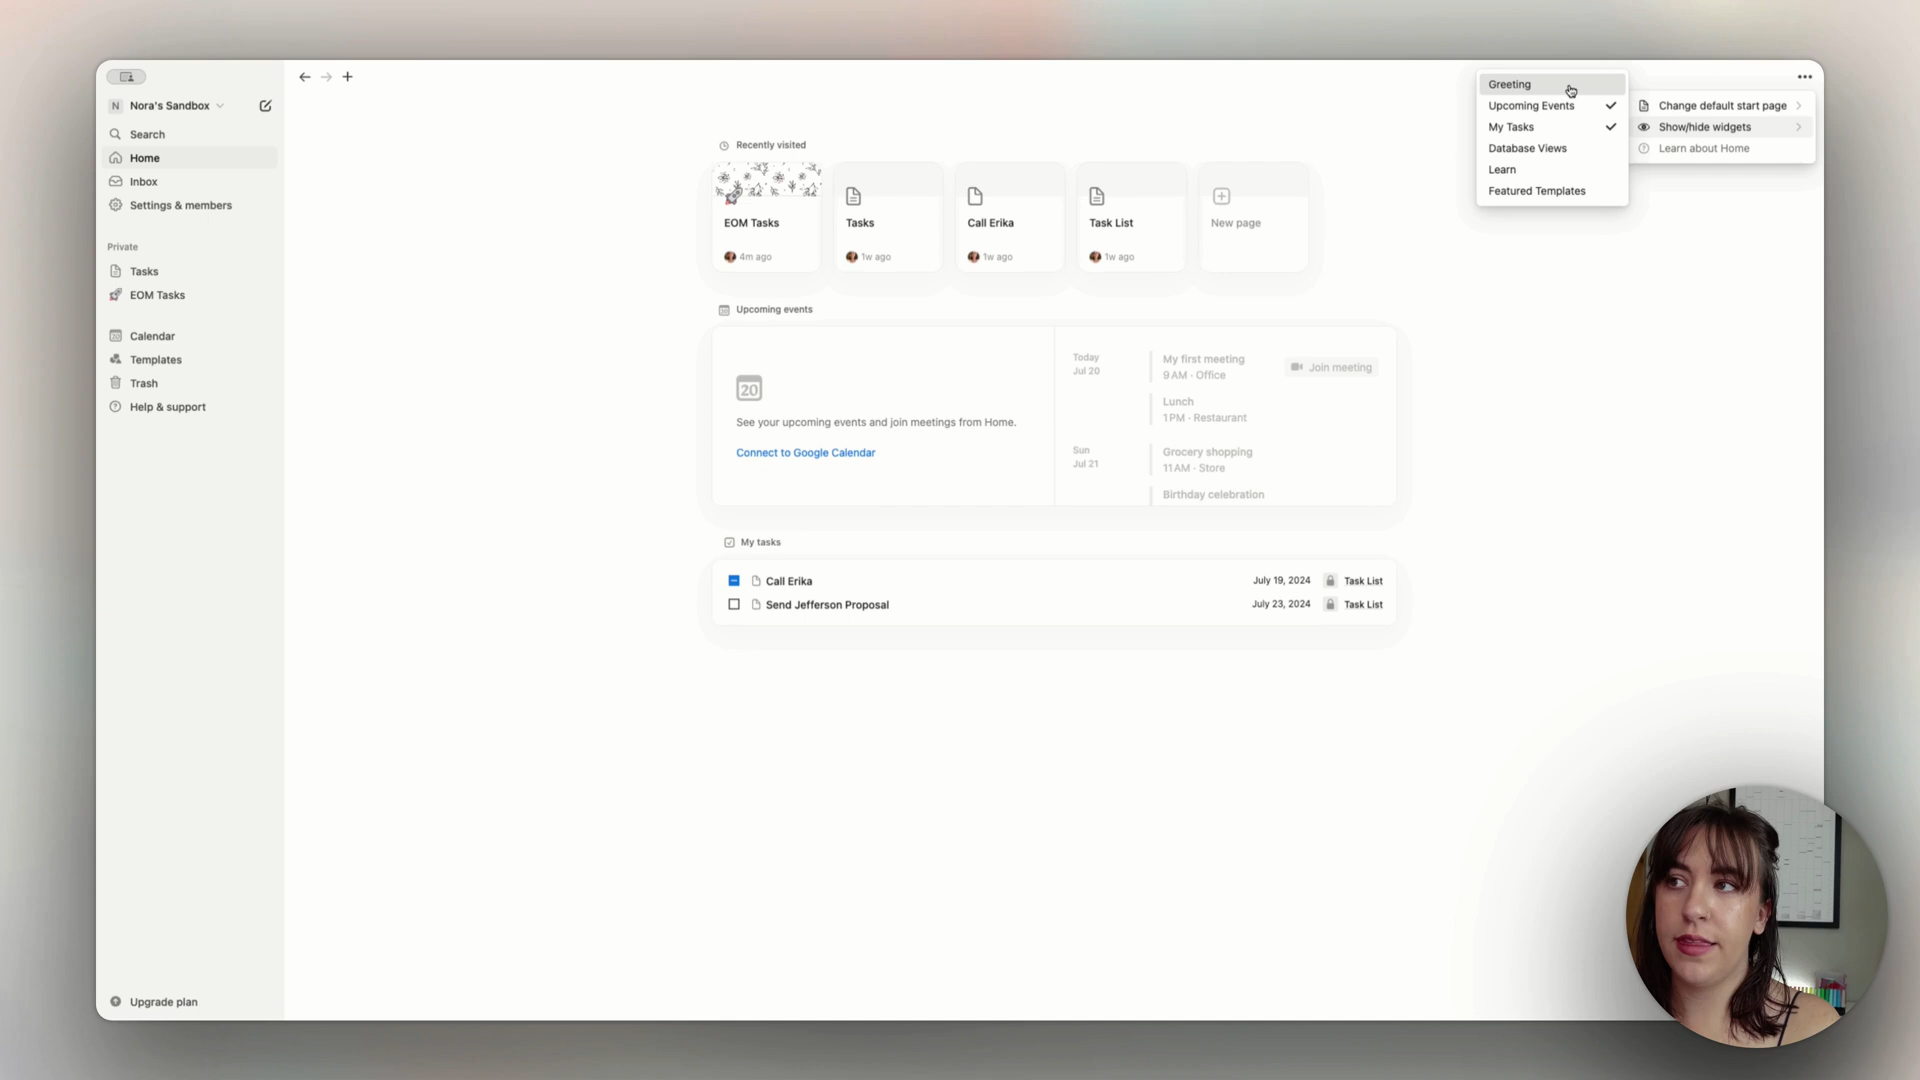 N Nora's Sandbox
Search
Home
Inbox
Settings & members
Private
Tasks
EOM Tasks
20 Calendar
Templates
Trash
Help & support
Upgrade plan
Recently visited
EOM Tasks
4m ago
Tasks
1w ago
Call Erika
1w ago
Task List
1w ago
New page
Upcoming events
20
See your upcoming events and join meetings from Home.
Connect to Google Calendar
Today
Jul 20
My first meeting
9 AM · Office
Join meeting
Lunch
1 PM · Restaurant
Sun
Jul 21
Grocery shopping
11 AM · Store
Birthday celebration
My tasks
Call Erika July 19, 2024 Task List
Send Jefferson Proposal July 23, 2024 Task List
Greeting
Upcoming Events
My Tasks
Database Views
Learn
Featured Templates
Change default start page
Show/hide widgets
Learn about Home